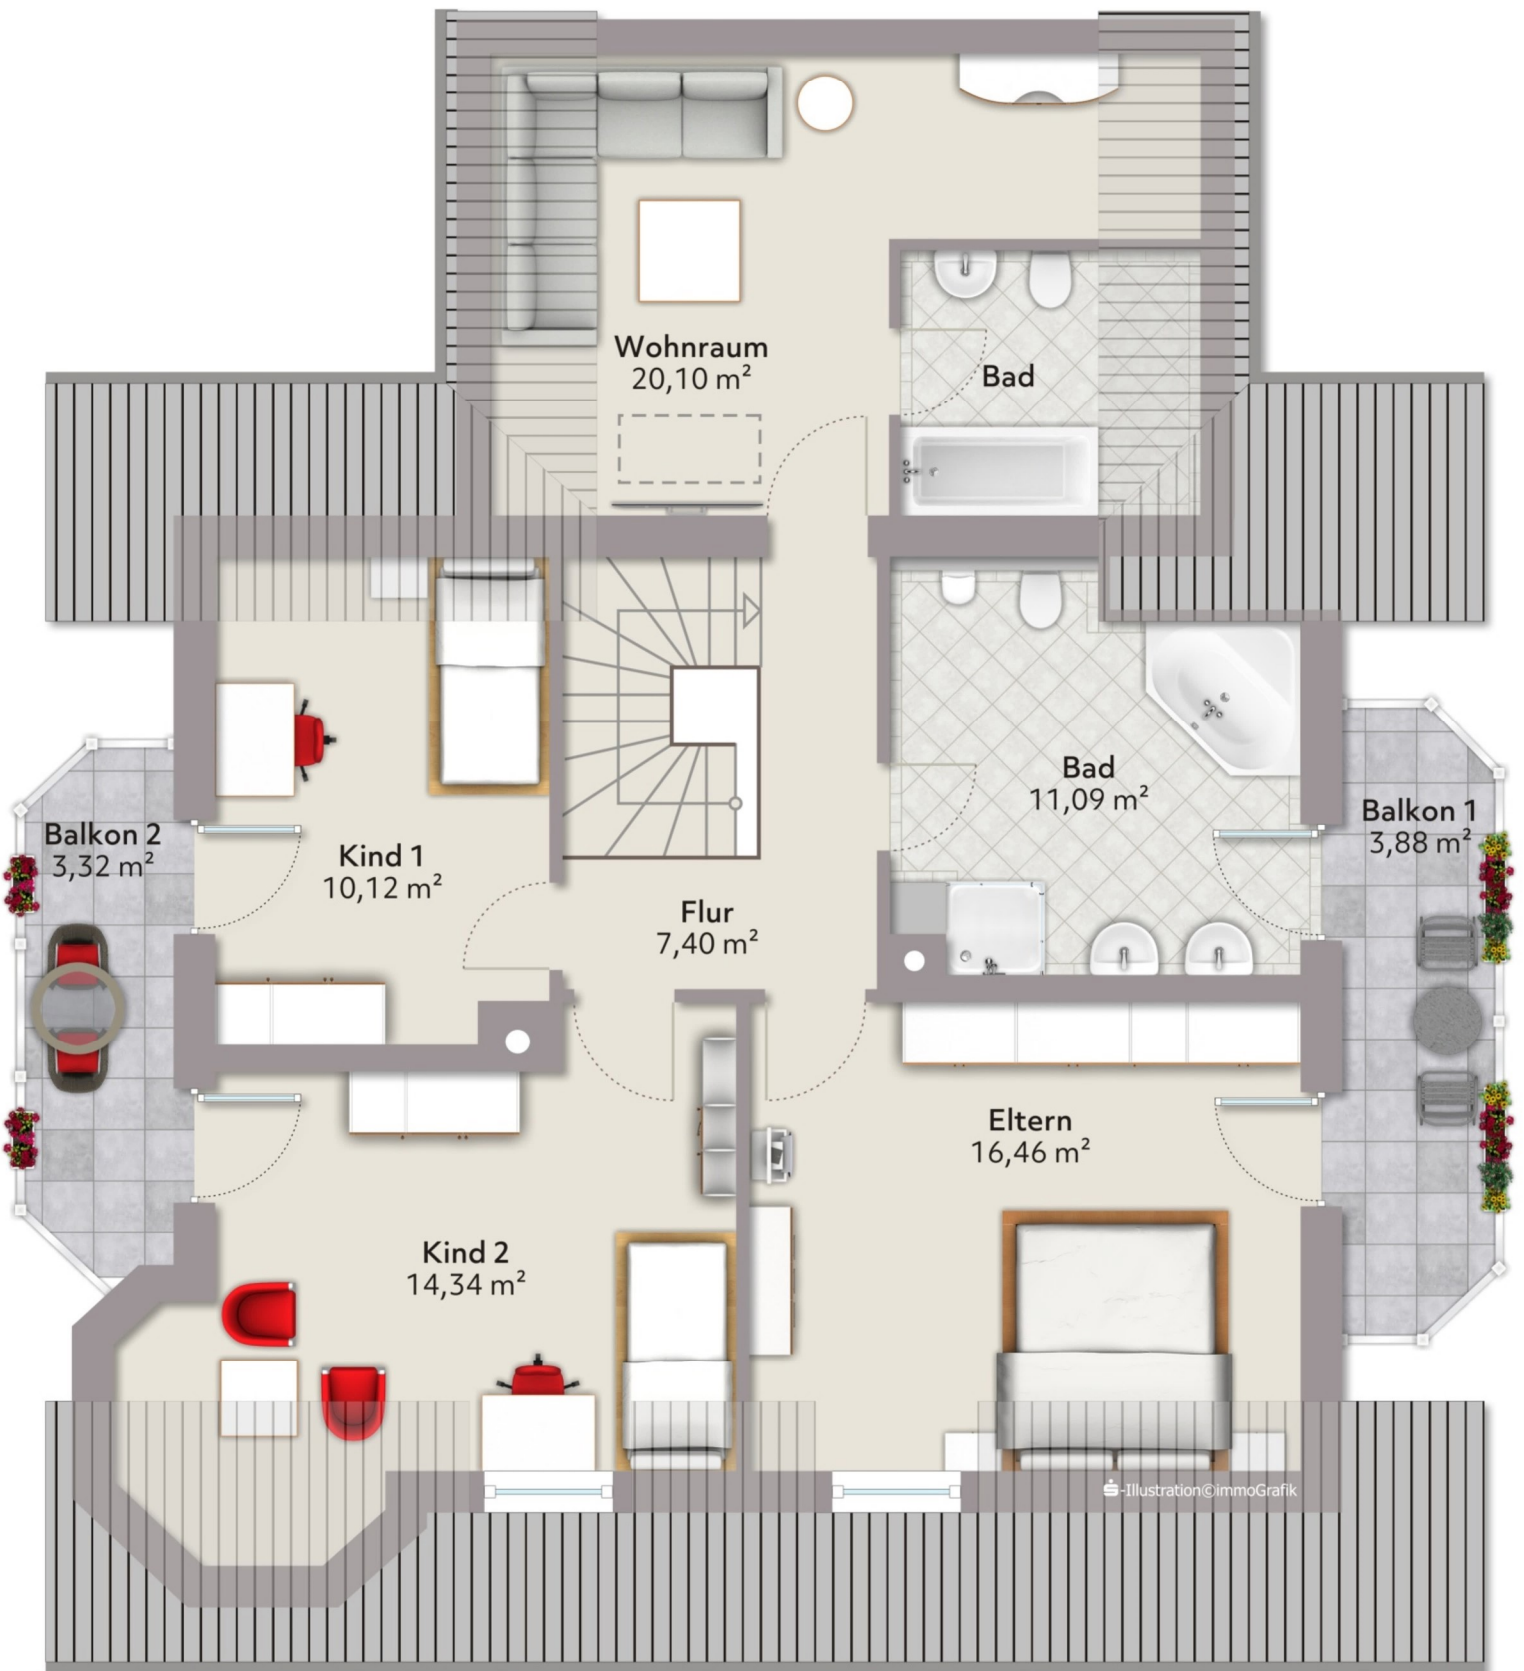 Wohnraum
20,10 m²
Bad
Bad
11,09 m²
Balkon 2
3,32 m²
Kind 1
10,12 m²
Balkon 1
3,88 m²
Flur
7,40 m²
Eltern
16,46 m²
Kind 2
14,34 m²
S-Illustration©immoGrafik